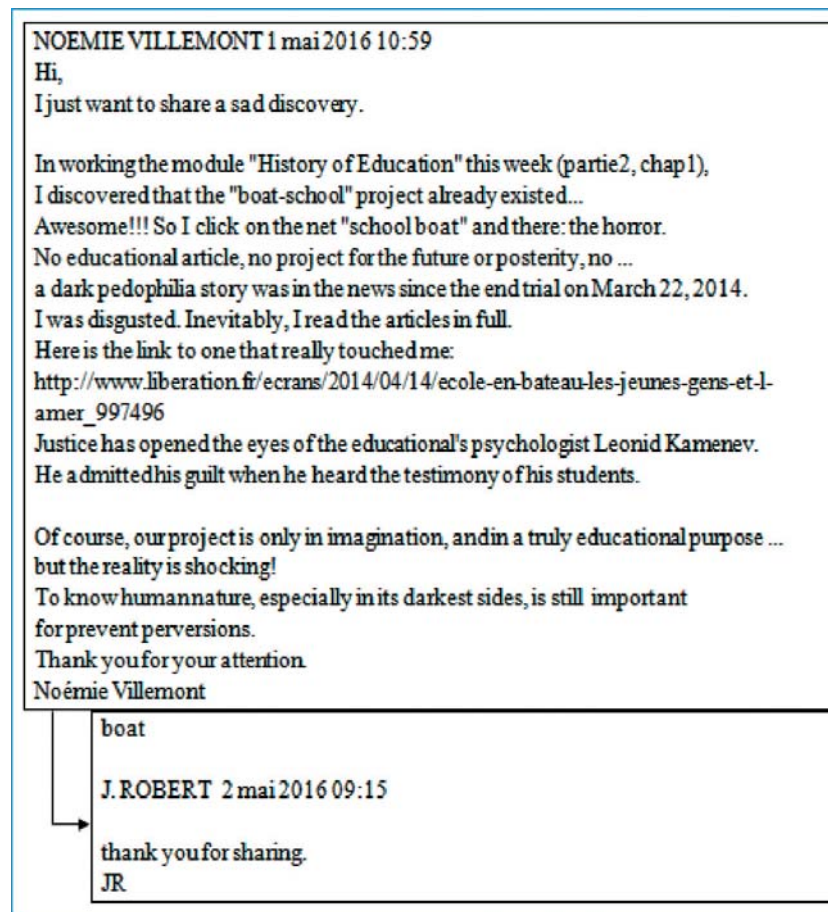 NOEMIE VILLEMONT 1 mai 2016 10:59
Hi,
I just want to share a sad discovery.
In working the module "History of Education" this week (partie2, chap1),
I discovered that the "boat-school" project already existed...
Awesome!!! So I click on the net "school boat" and there: the horror.
No educational article, no project for the future or posterity, no ...
a dark pedophilia story was in the news since the end trial on March 22, 2014.
I was disgusted. Inevitably, I read the articles in full.
Here is the link to one that really touched me:
http://www.liberation.fr/ecrans/2014/04/14/ecole-en-bateau-les-jeunes-gens-et-l-
amer_997496
Justice has opened the eyes of the educational's psychologist Leonid Kamenev.
He admitted his guilt when he heard the testimony of his students.
Of course, our project is only in imagination, and in a truly educational purpose ...
but the reality is shocking!
To know human nature, especially in its darkest sides, is still important
for prevent perversions.
Thank you for your attention.
Noémie Villemont
boat
J. ROBERT 2 mai 2016 09:15
thank you for sharing.
JR